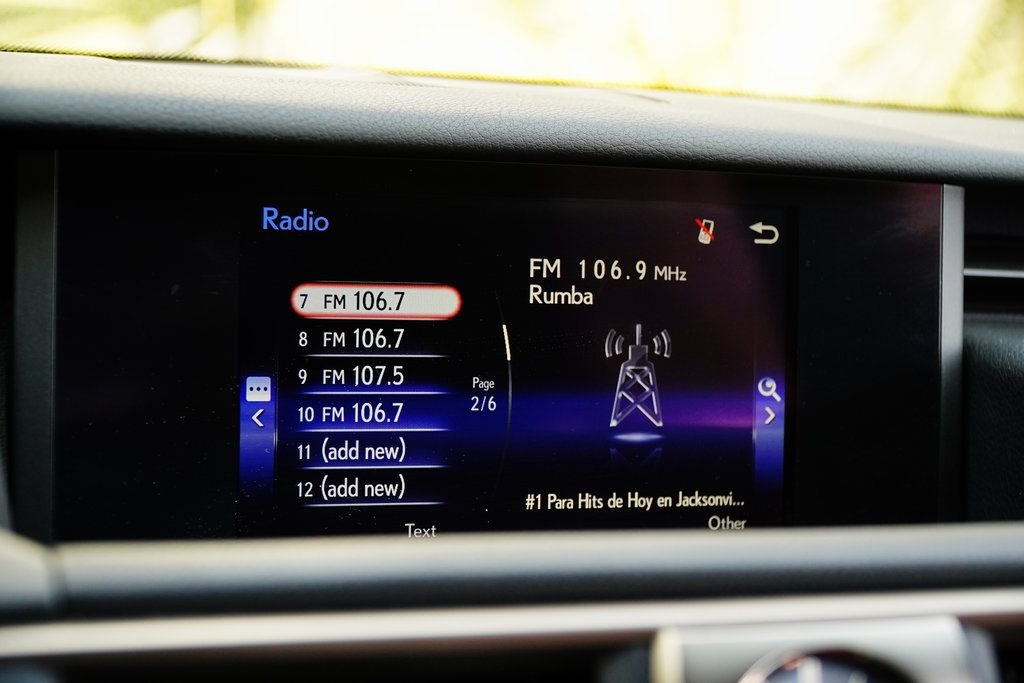 Radio
FM 106.9 MHz
Rumba
7 FM 106.7
8 FM 106.7
9 FM 107.5
10 FM 106.7
11 (add new)
12 (add new)
Page
2/6
#1 Para Hits de Hoy en Jacksonvi...
Text
Other